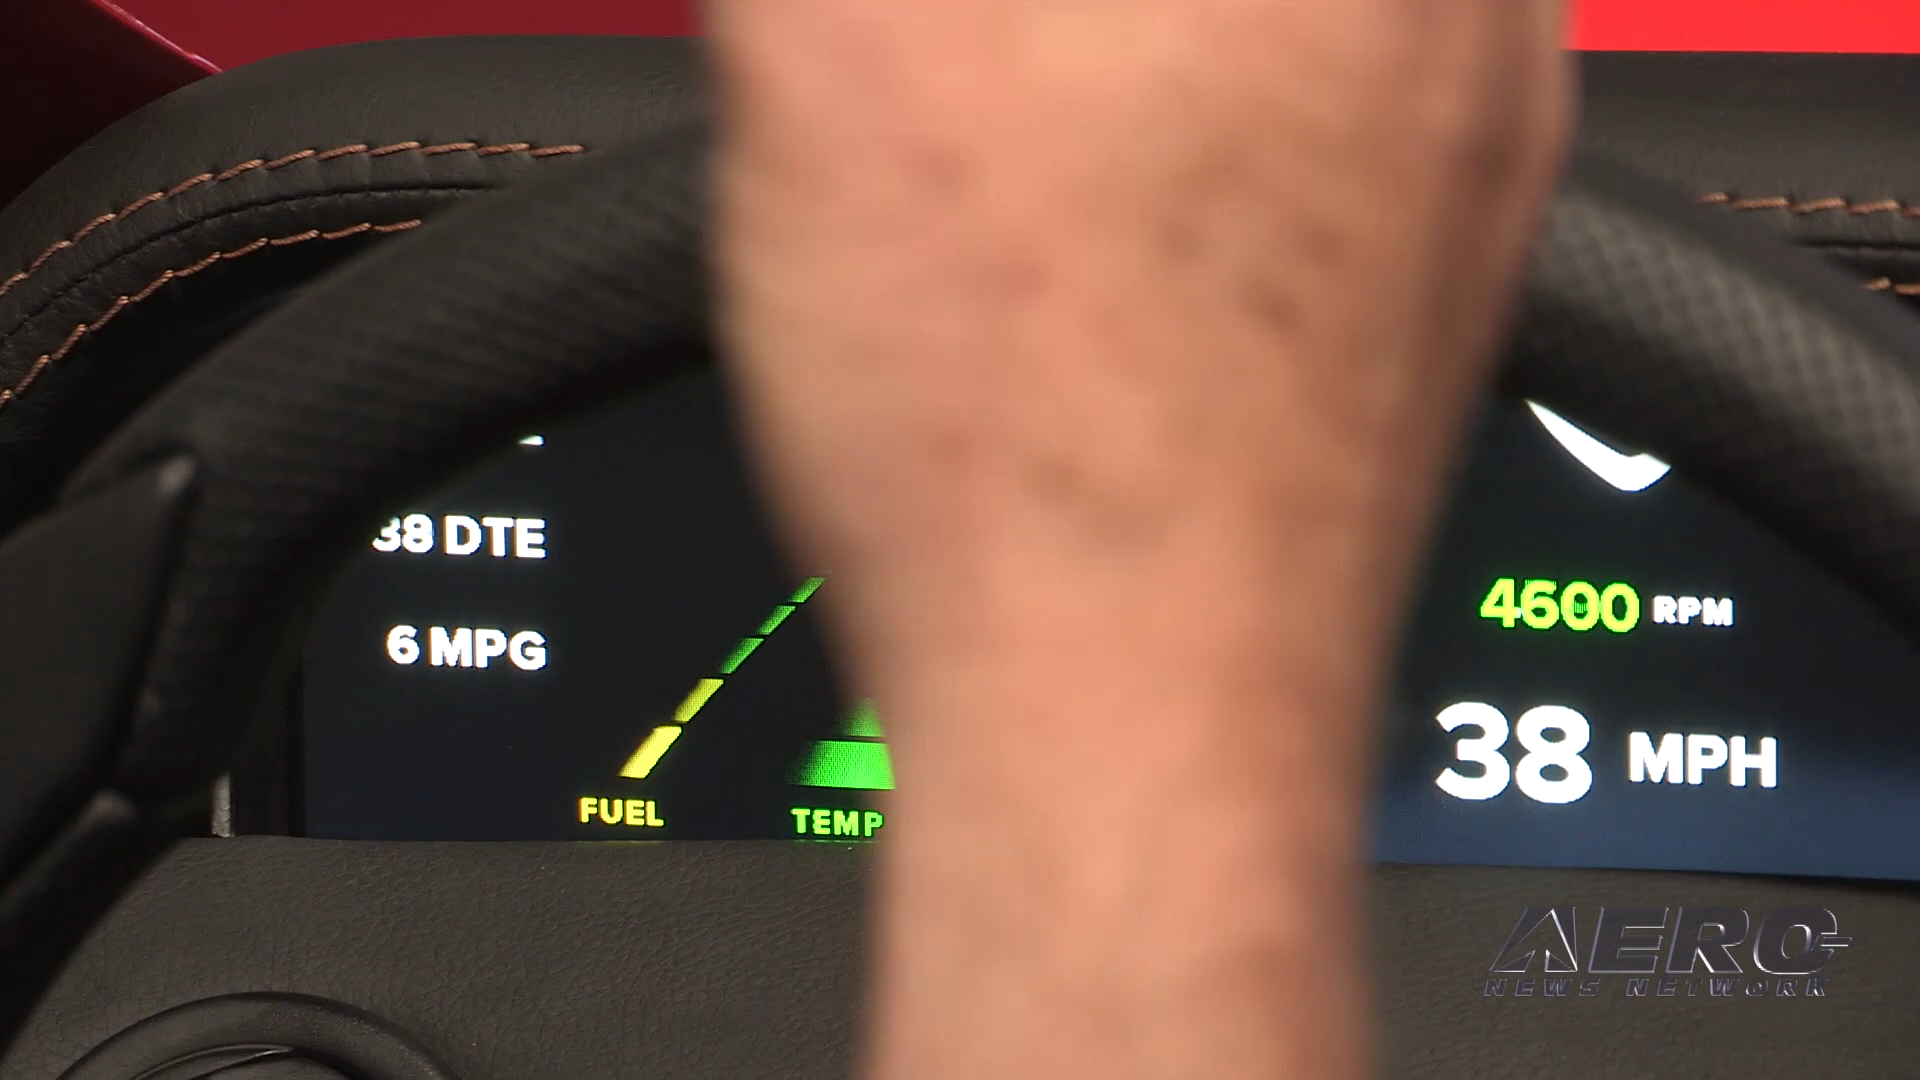 38 DTE
6 MPG
FUEL
TEMP
4600 RPM
38 MPH
AERO
NEWS NETWORK